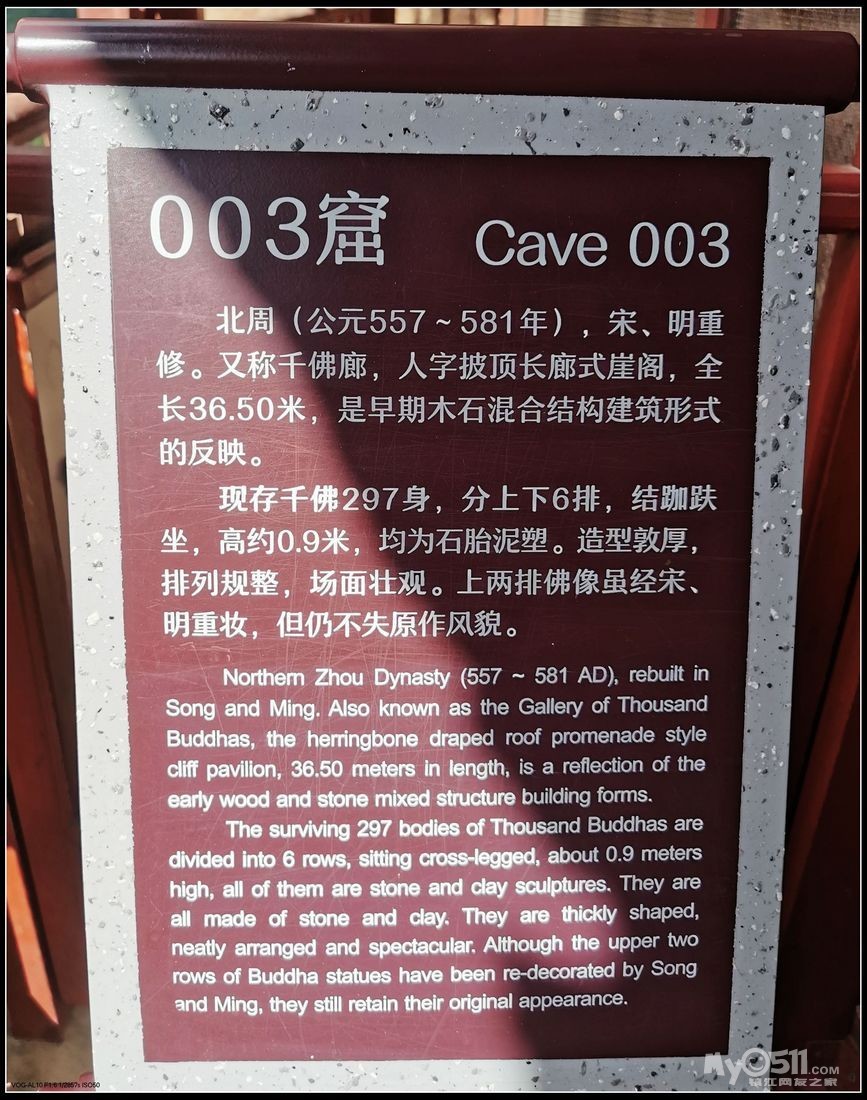 003窟 Cave 003
北周（公元557～581年），宋、明重
修。又称千佛廊，人字披顶长廊式崖阁，全
长36.50米，是早期木石混合结构建筑形式
的反映。
现存千佛297身，分上下6排，结跏趺
坐，高约0.9米，均为石胎泥塑。造型敦厚，
排列规整，场面壮观。上两排佛像虽经宋、
明重妆，但仍不失原作风貌。
Northern Zhou Dynasty (557 ~ 581 AD), rebuilt in
Song and Ming. Also known as the Gallery of Thousand
Buddhas, the herringbone draped roof promenade style
cliff pavilion, 36.50 meters in length, is a reflection of the
early wood and stone mixed structure building forms.
The surviving 297 bodies of Thousand Buddhas are
divided into 6 rows, sitting cross-legged, about 0.9 meters
high, all of them are stone and clay sculptures. They are
all made of stone and clay. They are thickly shaped,
neatly arranged and spectacular. Although the upper two
rows of Buddha statues have been re-decorated by Song
and Ming, they still retain their original appearance.
My0511.COM
镇江网友之家
VOG-AL10 F1.6 1/2857s ISO50